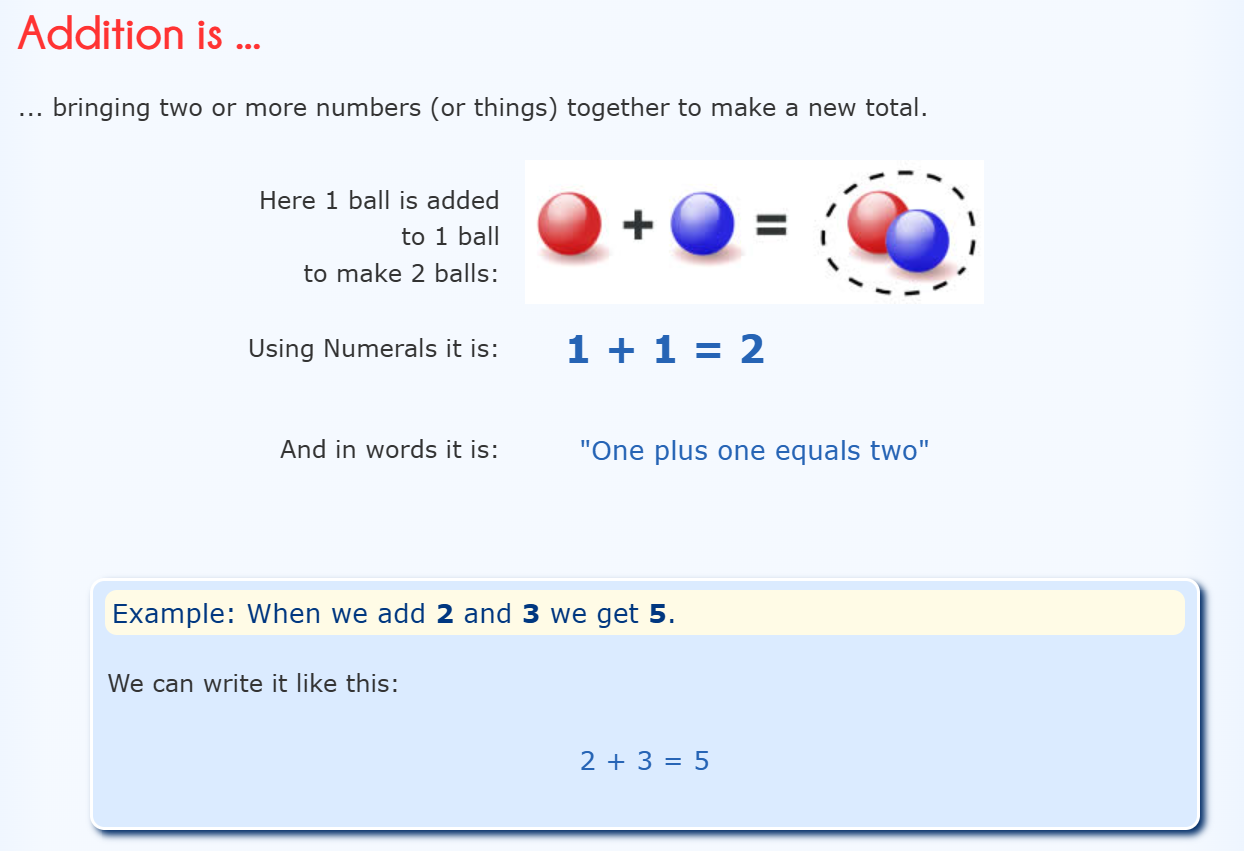 Addition is ...
... bringing two or more numbers (or things) together to make a new total.
Here 1 ball is added
to 1 ball
to make 2 balls:
+ =
Using Numerals it is:
1 + 1 = 2
And in words it is:
"One plus one equals two"
Example: When we add 2 and 3 we get 5.
We can write it like this:
2 + 3 = 5